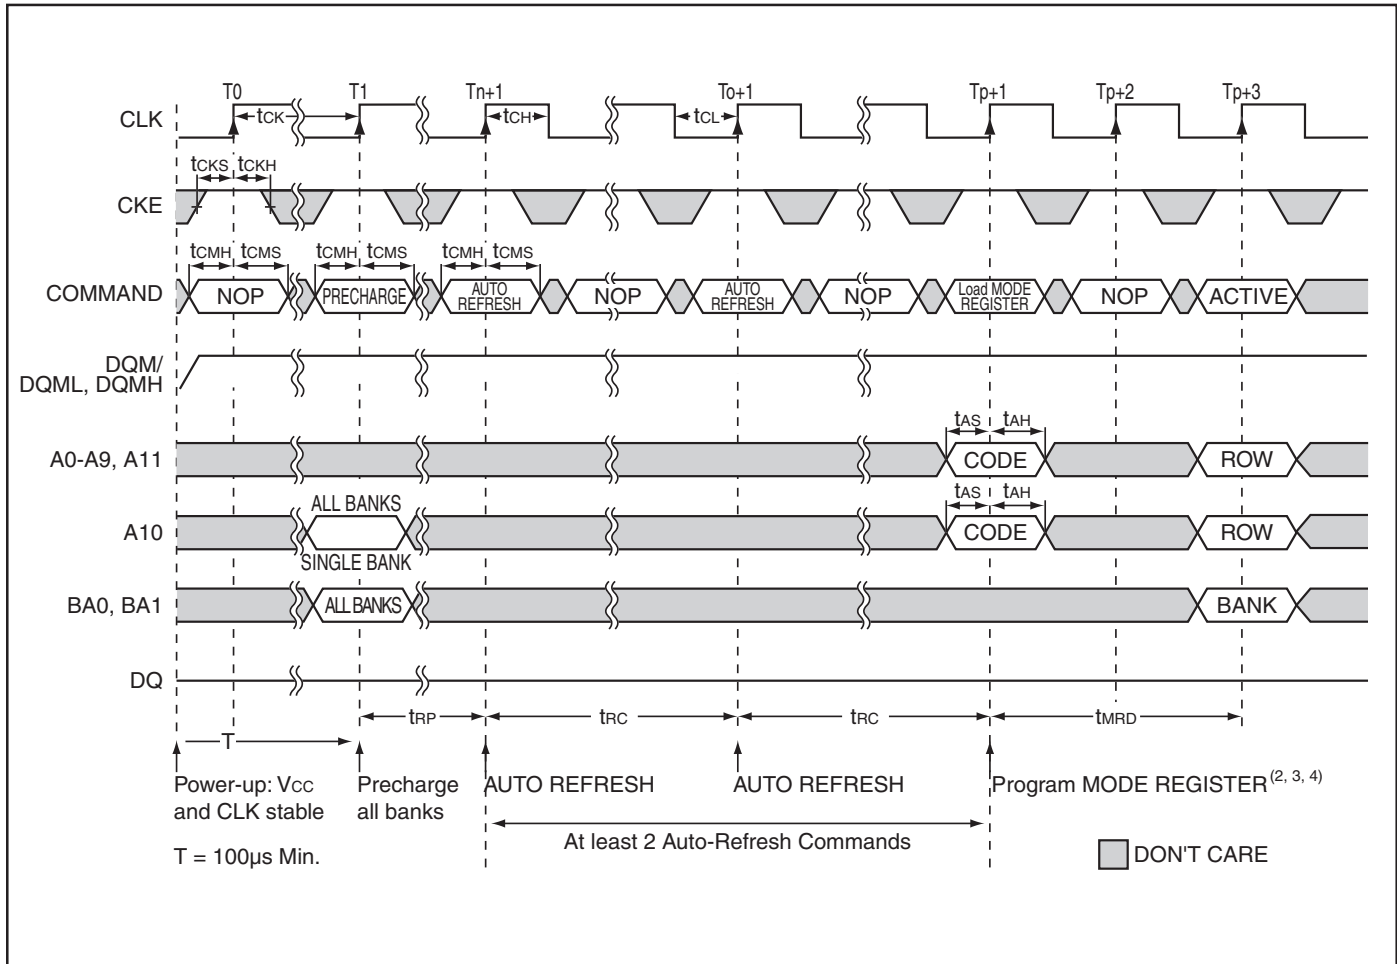 T0 T1 Tn+1 To+1 Tp+1 Tp+2 Tp+3
CLK tCK tCH tCL
tCKS tCKH
CKE
tCMH tCMS tCMH tCMS tCMH tCMS
COMMAND NOP PRECHARGE AUTO REFRESH NOP AUTO REFRESH NOP Load MODE REGISTER NOP ACTIVE
DQM/
DQML, DQMH
tAS tAH
A0-A9, A11 CODE ROW
ALL BANKS tAS tAH
A10 CODE ROW
SINGLE BANK
BA0, BA1 ALL BANKS BANK
DQ
tRP tRC tRC tMRD
T
Power-up: VCC Precharge AUTO REFRESH AUTO REFRESH Program MODE REGISTER(2, 3, 4)
and CLK stable all banks
At least 2 Auto-Refresh Commands
T = 100µs Min. DON'T CARE